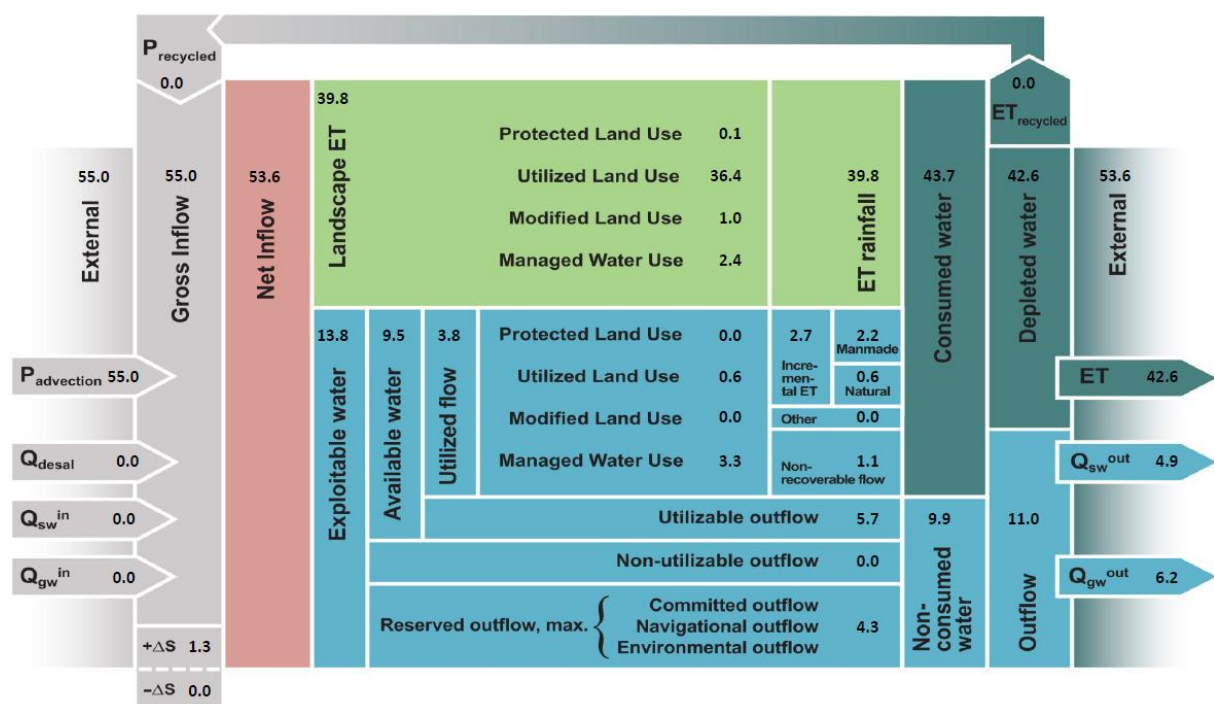 P recycled
0.0
0.0
ET recycled
External
55.0
Gross Inflow
55.0
Net Inflow
53.6
Landscape ET
39.8
Protected Land Use 0.1
Utilized Land Use 36.4
Modified Land Use 1.0
Managed Water Use 2.4
ET rainfall
39.8
Consumed water
43.7
Depleted water
42.6
External
53.6
P advection 55.0
Q desal 0.0
Q sw in 0.0
Q gw in 0.0
+ΔS 1.3
−ΔS 0.0
Exploitable water
13.8
Available water
9.5
Utilized flow
3.8
Protected Land Use 0.0
Utilized Land Use 0.6
Modified Land Use 0.0
Managed Water Use 3.3
2.7
Incre-
men-
tal ET
2.2
Manmade
0.6
Natural
Other 0.0
Non- 1.1
recoverable flow
Utilizable outflow 5.7
Non-utilizable outflow 0.0
Reserved outflow, max.
Committed outflow
Navigational outflow 4.3
Environmental outflow
9.9
Non-
consumed
water
11.0
Outflow
ET 42.6
Q sw out 4.9
Q gw out 6.2